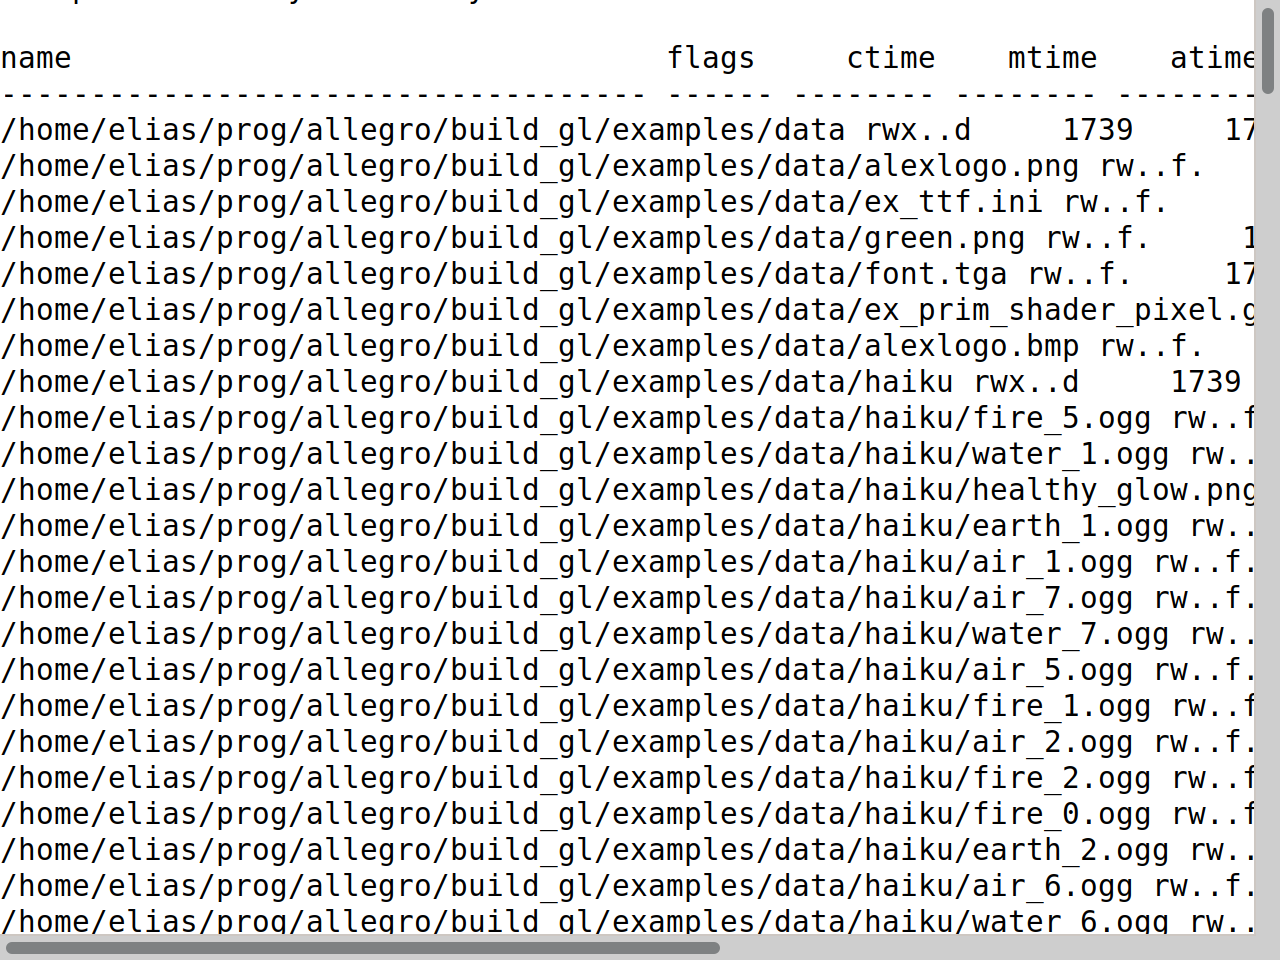 name flags ctime mtime atime
------------------------------------ ------ -------- -------- --------
/home/elias/prog/allegro/build_gl/examples/data rwx..d 1739 17
/home/elias/prog/allegro/build_gl/examples/data/alexlogo.png rw..f.
/home/elias/prog/allegro/build_gl/examples/data/ex_ttf.ini rw..f.
/home/elias/prog/allegro/build_gl/examples/data/green.png rw..f. 1
/home/elias/prog/allegro/build_gl/examples/data/font.tga rw..f. 17
/home/elias/prog/allegro/build_gl/examples/data/ex_prim_shader_pixel.g
/home/elias/prog/allegro/build_gl/examples/data/alexlogo.bmp rw..f.
/home/elias/prog/allegro/build_gl/examples/data/haiku rwx..d 1739
/home/elias/prog/allegro/build_gl/examples/data/haiku/fire_5.ogg rw..f
/home/elias/prog/allegro/build_gl/examples/data/haiku/water_1.ogg rw..
/home/elias/prog/allegro/build_gl/examples/data/haiku/healthy_glow.png
/home/elias/prog/allegro/build_gl/examples/data/haiku/earth_1.ogg rw..
/home/elias/prog/allegro/build_gl/examples/data/haiku/air_1.ogg rw..f.
/home/elias/prog/allegro/build_gl/examples/data/haiku/air_7.ogg rw..f.
/home/elias/prog/allegro/build_gl/examples/data/haiku/water_7.ogg rw..
/home/elias/prog/allegro/build_gl/examples/data/haiku/air_5.ogg rw..f.
/home/elias/prog/allegro/build_gl/examples/data/haiku/fire_1.ogg rw..f
/home/elias/prog/allegro/build_gl/examples/data/haiku/air_2.ogg rw..f.
/home/elias/prog/allegro/build_gl/examples/data/haiku/fire_2.ogg rw..f
/home/elias/prog/allegro/build_gl/examples/data/haiku/fire_0.ogg rw..f
/home/elias/prog/allegro/build_gl/examples/data/haiku/earth_2.ogg rw..
/home/elias/prog/allegro/build_gl/examples/data/haiku/air_6.ogg rw..f.
/home/elias/prog/allegro/build_gl/examples/data/haiku/water_6.ogg rw..